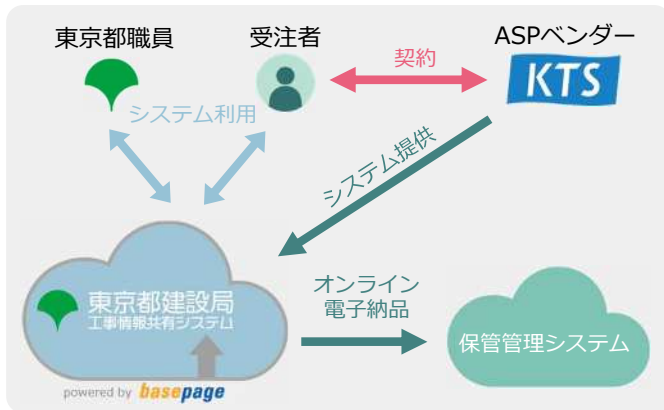 東京都職員
受注者
ASPベンダー
契約
KTS
システム利用
システム提供
東京都建設局
工事情報共有システム
オンライン
電子納品
保管管理システム
powered by basepage